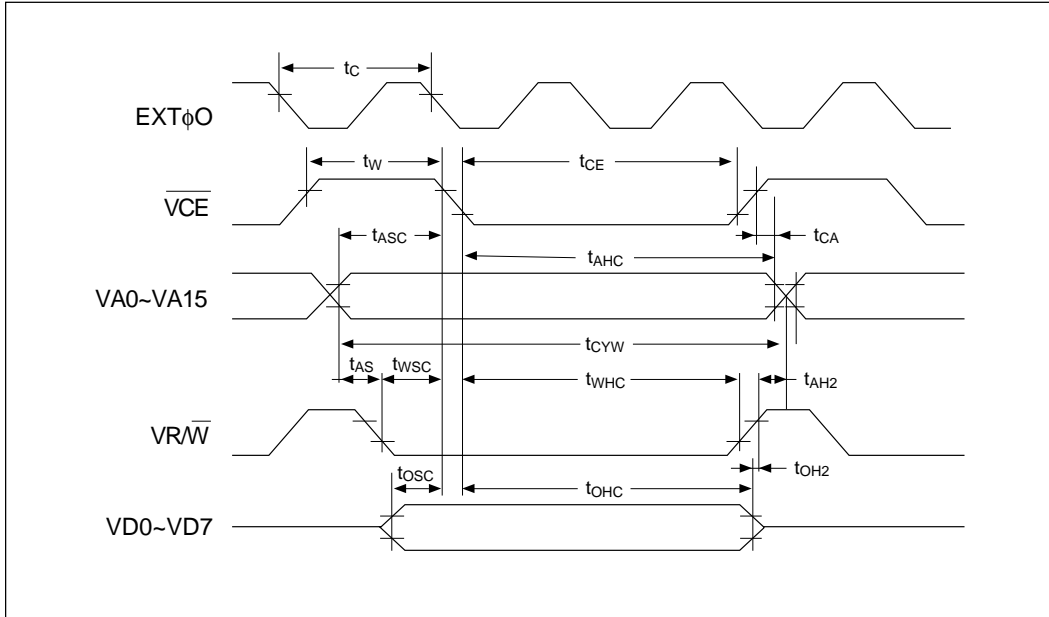 tC
EXTϕO
tW
tCE
VCE
tASC
tCA
tAHC
VA0~VA15
tCYW
tAS
tWSC
tWHC
tAH2
VR/W
tOSC
tOHC
tOH2
VD0~VD7